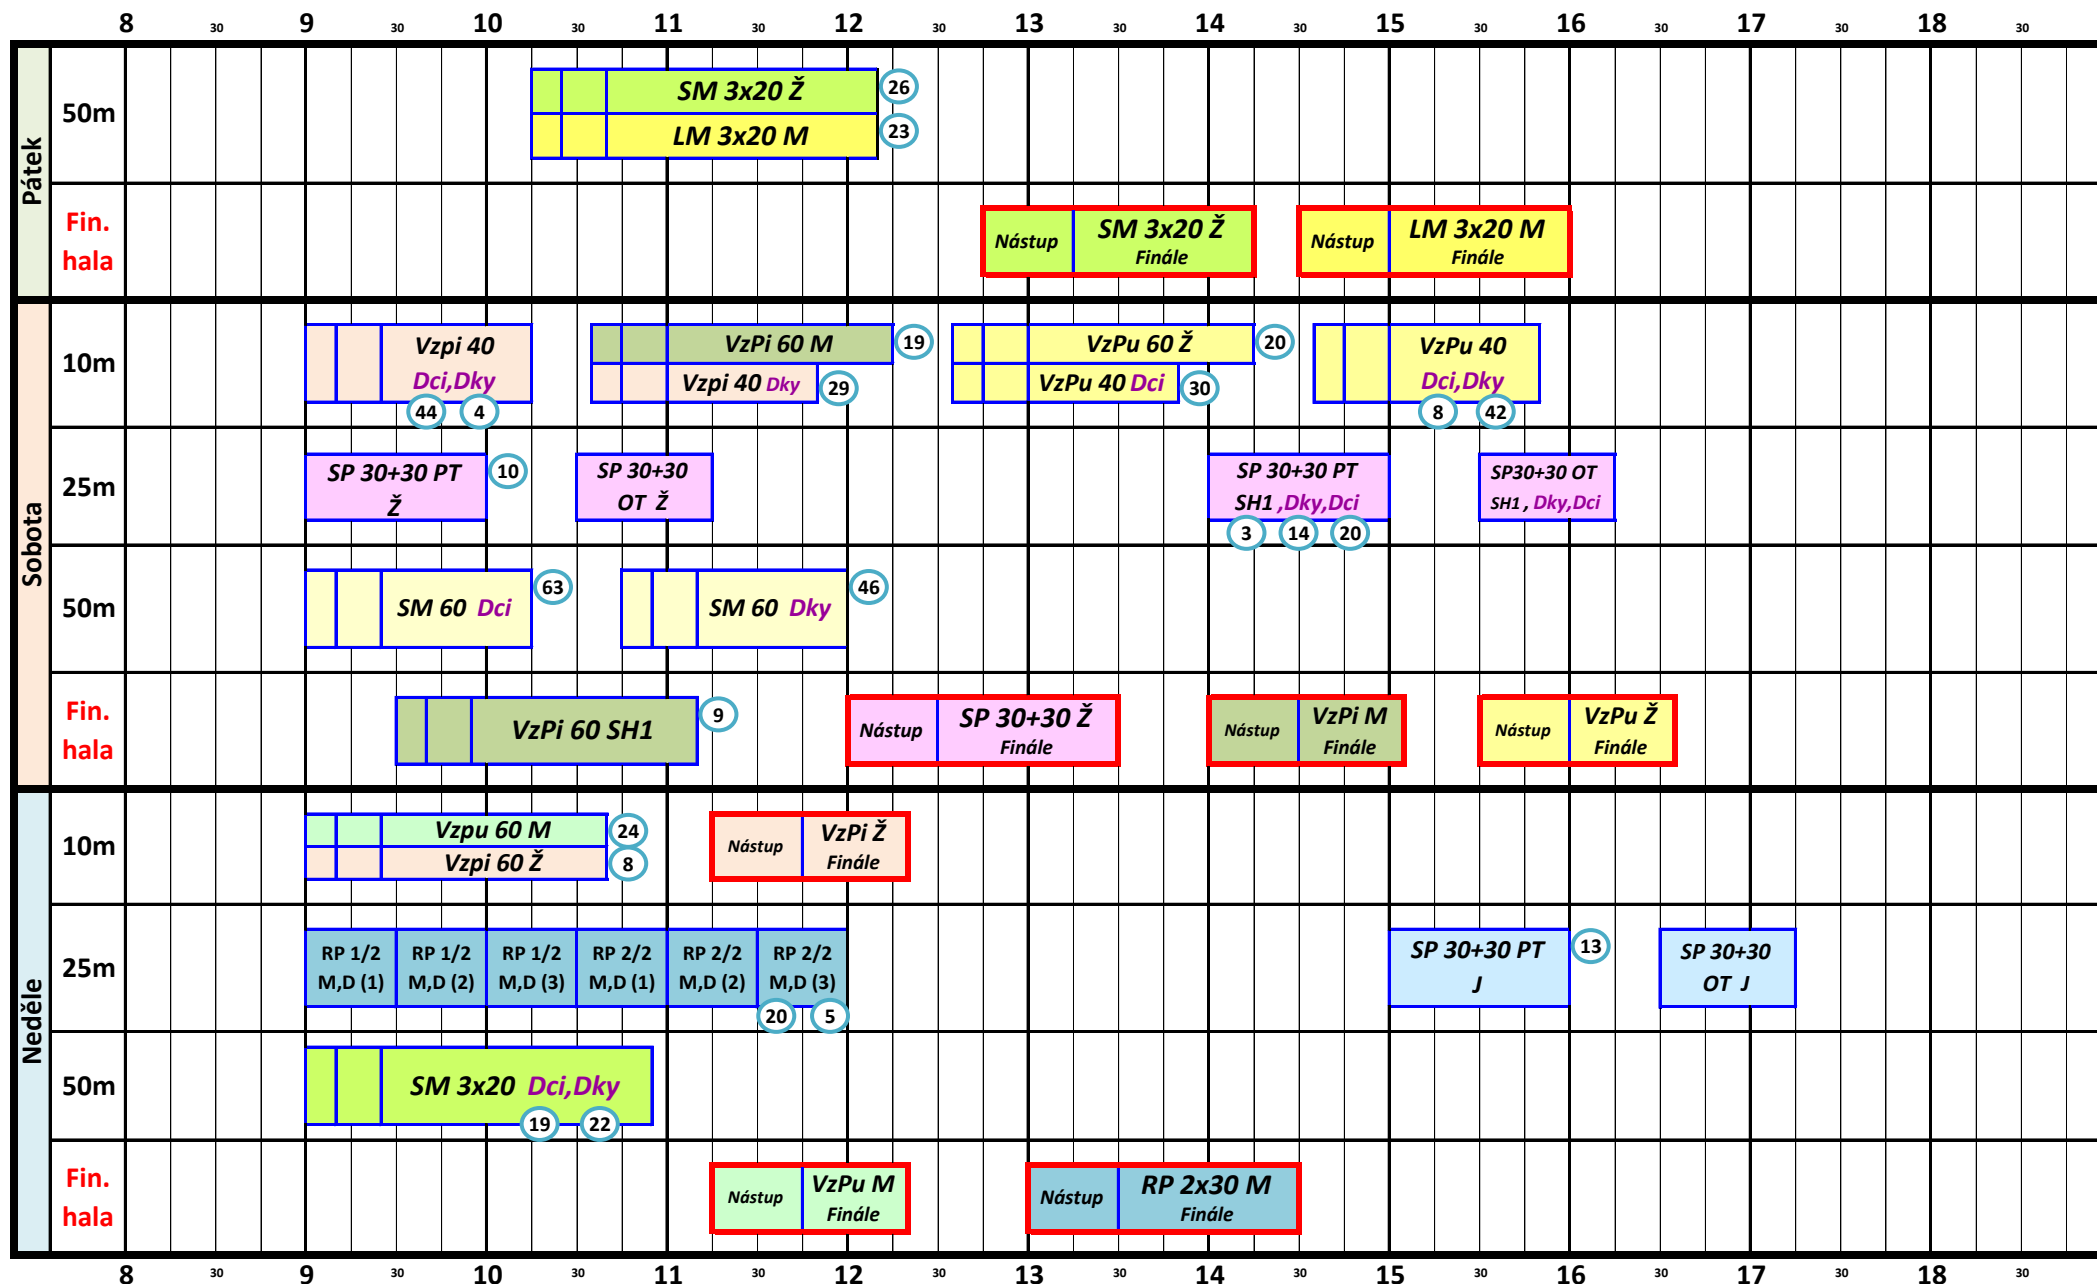 8 30 9 30 10 30 11 30 12 30 13 30 14 30 15 30 16 30 17 30 18 30
Pátek
50m
SM 3x20 Ž
26
LM 3x20 M
23
Fin.
hala
Nástup
SM 3x20 Ž
Finále
Nástup
LM 3x20 M
Finále
Sobota
10m
Vzpi 40
Dci,Dky
44
4
VzPi 60 M
19
Vzpi 40 Dky
29
VzPu 60 Ž
20
VzPu 40 Dci
30
VzPu 40
Dci,Dky
8
42
25m
SP 30+30 PT
Ž
10
SP 30+30
OT Ž
SP 30+30 PT
SH1 ,Dky,Dci
3
14
20
SP30+30 OT
SH1 , Dky,Dci
50m
SM 60 Dci
63
SM 60 Dky
46
Fin.
hala
VzPi 60 SH1
9
Nástup
SP 30+30 Ž
Finále
Nástup
VzPi M
Finále
Nástup
VzPu Ž
Finále
Neděle
10m
Vzpu 60 M
24
Vzpi 60 Ž
8
Nástup
VzPi Ž
Finále
25m
RP 1/2
M,D (1)
RP 1/2
M,D (2)
RP 1/2
M,D (3)
RP 2/2
M,D (1)
RP 2/2
M,D (2)
RP 2/2
M,D (3)
20
5
SP 30+30 PT
J
13
SP 30+30
OT J
50m
SM 3x20 Dci,Dky
19
22
Fin.
hala
Nástup
VzPu M
Finále
Nástup
RP 2x30 M
Finále
8 30 9 30 10 30 11 30 12 30 13 30 14 30 15 30 16 30 17 30 18 30